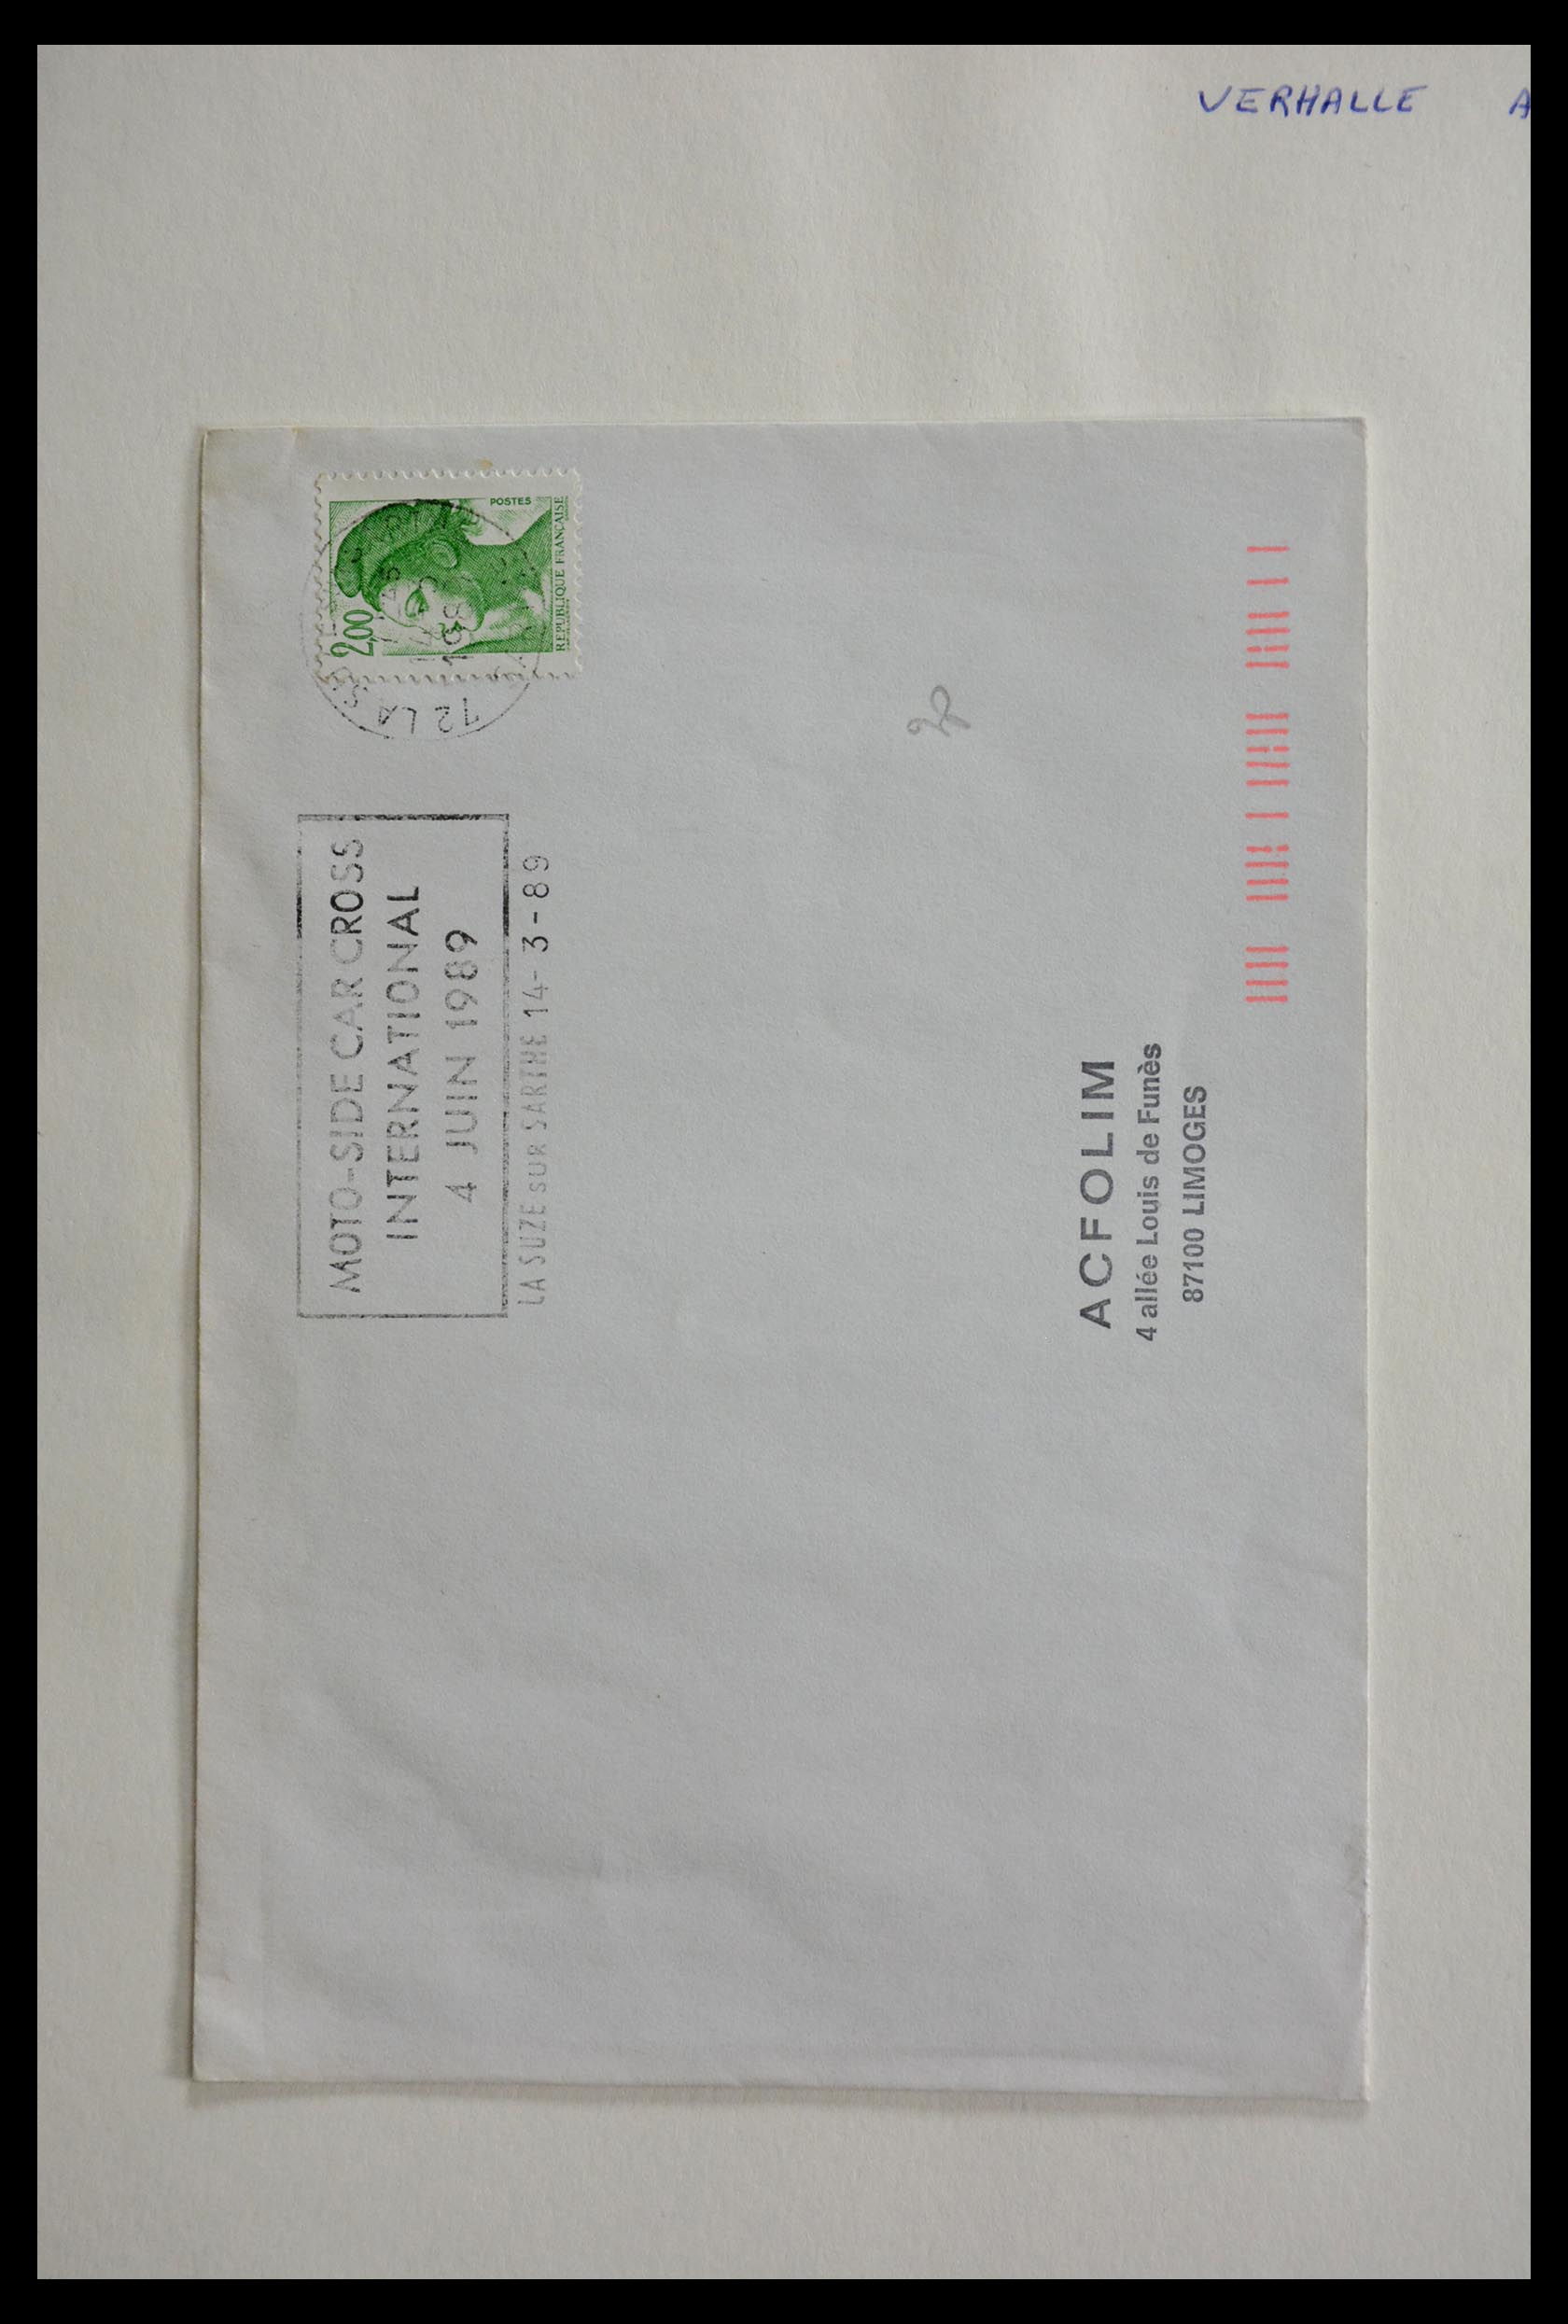 VERHALLE A
2,00
POSTES
REPUBLIQUE FRANÇAISE
72 LA
MOTO-SIDE CAR CROSS
INTERNATIONAL
4 JUIN 1989
LA SUZE SUR SARTHE 14-3-89
ACFOLIM
4 allée Louis de Funès
87100 LIMOGES